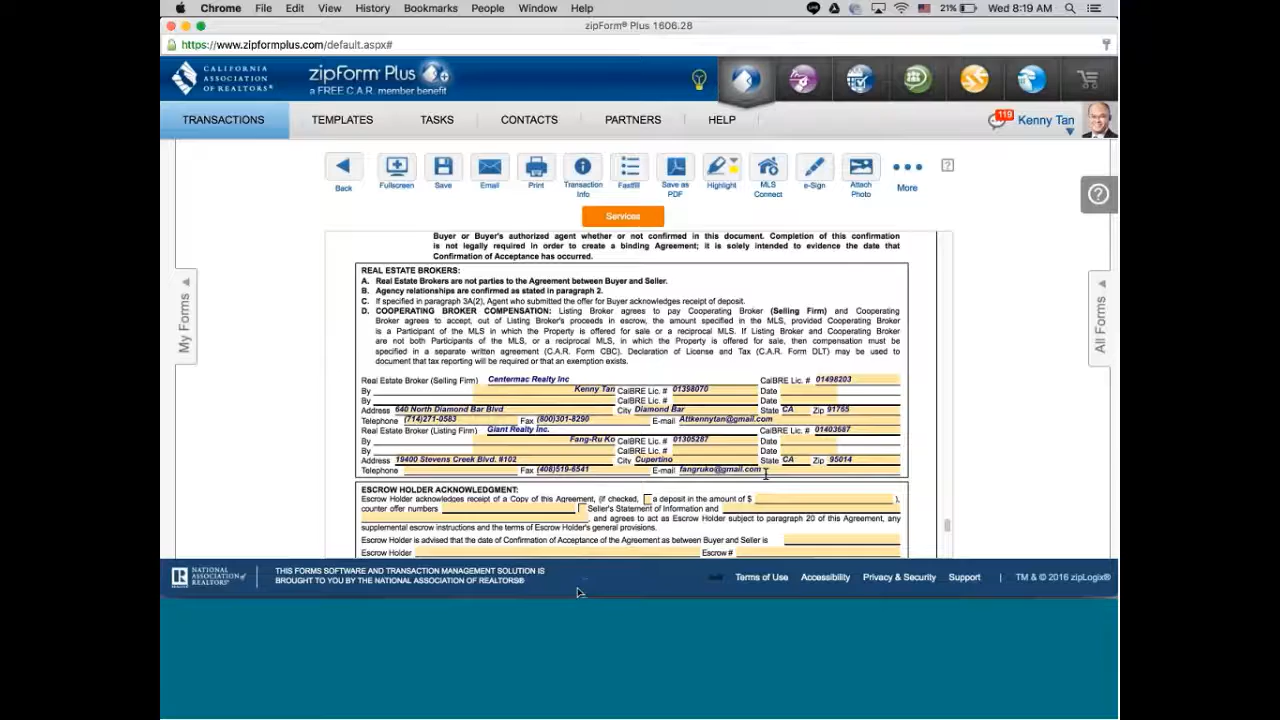 Chrome File Edit View History Bookmarks People Window Help 21% Wed 8:19 AM
zipForm® Plus 1606.28
https://www.zipformplus.com/default.aspx#
CALIFORNIA
ASSOCIATION
OF REALTORS®
zipForm Plus
a FREE C.A.R. member benefit
TRANSACTIONS TEMPLATES TASKS CONTACTS PARTNERS HELP 119 Kenny Tan
Back Fullscreen Save Email Print Transaction Info Fastfill Save as PDF Highlight MLS Connect e-Sign Attach Photo More
Services
My Forms
All Forms
Buyer or Buyer's authorized agent whether or not confirmed in this document. Completion of this confirmation
is not legally required in order to create a binding Agreement; it is solely intended to evidence the date that
Confirmation of Acceptance has occurred.
REAL ESTATE BROKERS:
A. Real Estate Brokers are not parties to the Agreement between Buyer and Seller.
B. Agency relationships are confirmed as stated in paragraph 2.
C. If specified in paragraph 3A(2), Agent who submitted the offer for Buyer acknowledges receipt of deposit.
D. COOPERATING BROKER COMPENSATION: Listing Broker agrees to pay Cooperating Broker (Selling Firm) and Cooperating
Broker agrees to accept, out of Listing Broker's proceeds in escrow, the amount specified in the MLS, provided Cooperating Broker
is a Participant of the MLS in which the Property is offered for sale or a reciprocal MLS. If Listing Broker and Cooperating Broker
are not both Participants of the MLS, or a reciprocal MLS, in which the Property is offered for sale, then compensation must be
specified in a separate written agreement (C.A.R. Form CBC). Declaration of License and Tax (C.A.R. Form DLT) may be used to
document that tax reporting will be required or that an exemption exists.
Real Estate Broker (Selling Firm) Centermac Realty Inc CalBRE Lic. # 01498203
By Kenny Tan CalBRE Lic. # 01398070 Date
By CalBRE Lic. # Date
Address 640 North Diamond Bar Blvd City Diamond Bar State CA Zip 91765
Telephone (714)271-0583 Fax (800)301-8290 E-mail Attkennytan@gmail.com
Real Estate Broker (Listing Firm) Giant Realty Inc. CalBRE Lic. # 01403687
By Fang-Ru Ko CalBRE Lic. # 01305287 Date
By CalBRE Lic. # Date
Address 19400 Stevens Creek Blvd. #102 City Cupertino State CA Zip 95014
Telephone Fax (408)519-6541 E-mail fangruko@gmail.com
ESCROW HOLDER ACKNOWLEDGMENT:
Escrow Holder acknowledges receipt of a Copy of this Agreement, (if checked, a deposit in the amount of $ ),
counter offer numbers Seller's Statement of Information and
, and agrees to act as Escrow Holder subject to paragraph 20 of this Agreement, any
supplemental escrow instructions and the terms of Escrow Holder's general provisions.
Escrow Holder is advised that the date of Confirmation of Acceptance of the Agreement as between Buyer and Seller is
Escrow Holder Escrow #
NATIONAL
ASSOCIATION of
REALTORS®
THIS FORMS SOFTWARE AND TRANSACTION MANAGEMENT SOLUTION IS
BROUGHT TO YOU BY THE NATIONAL ASSOCIATION OF REALTORS®
Terms of Use Accessibility Privacy & Security Support | TM & © 2016 zipLogix®